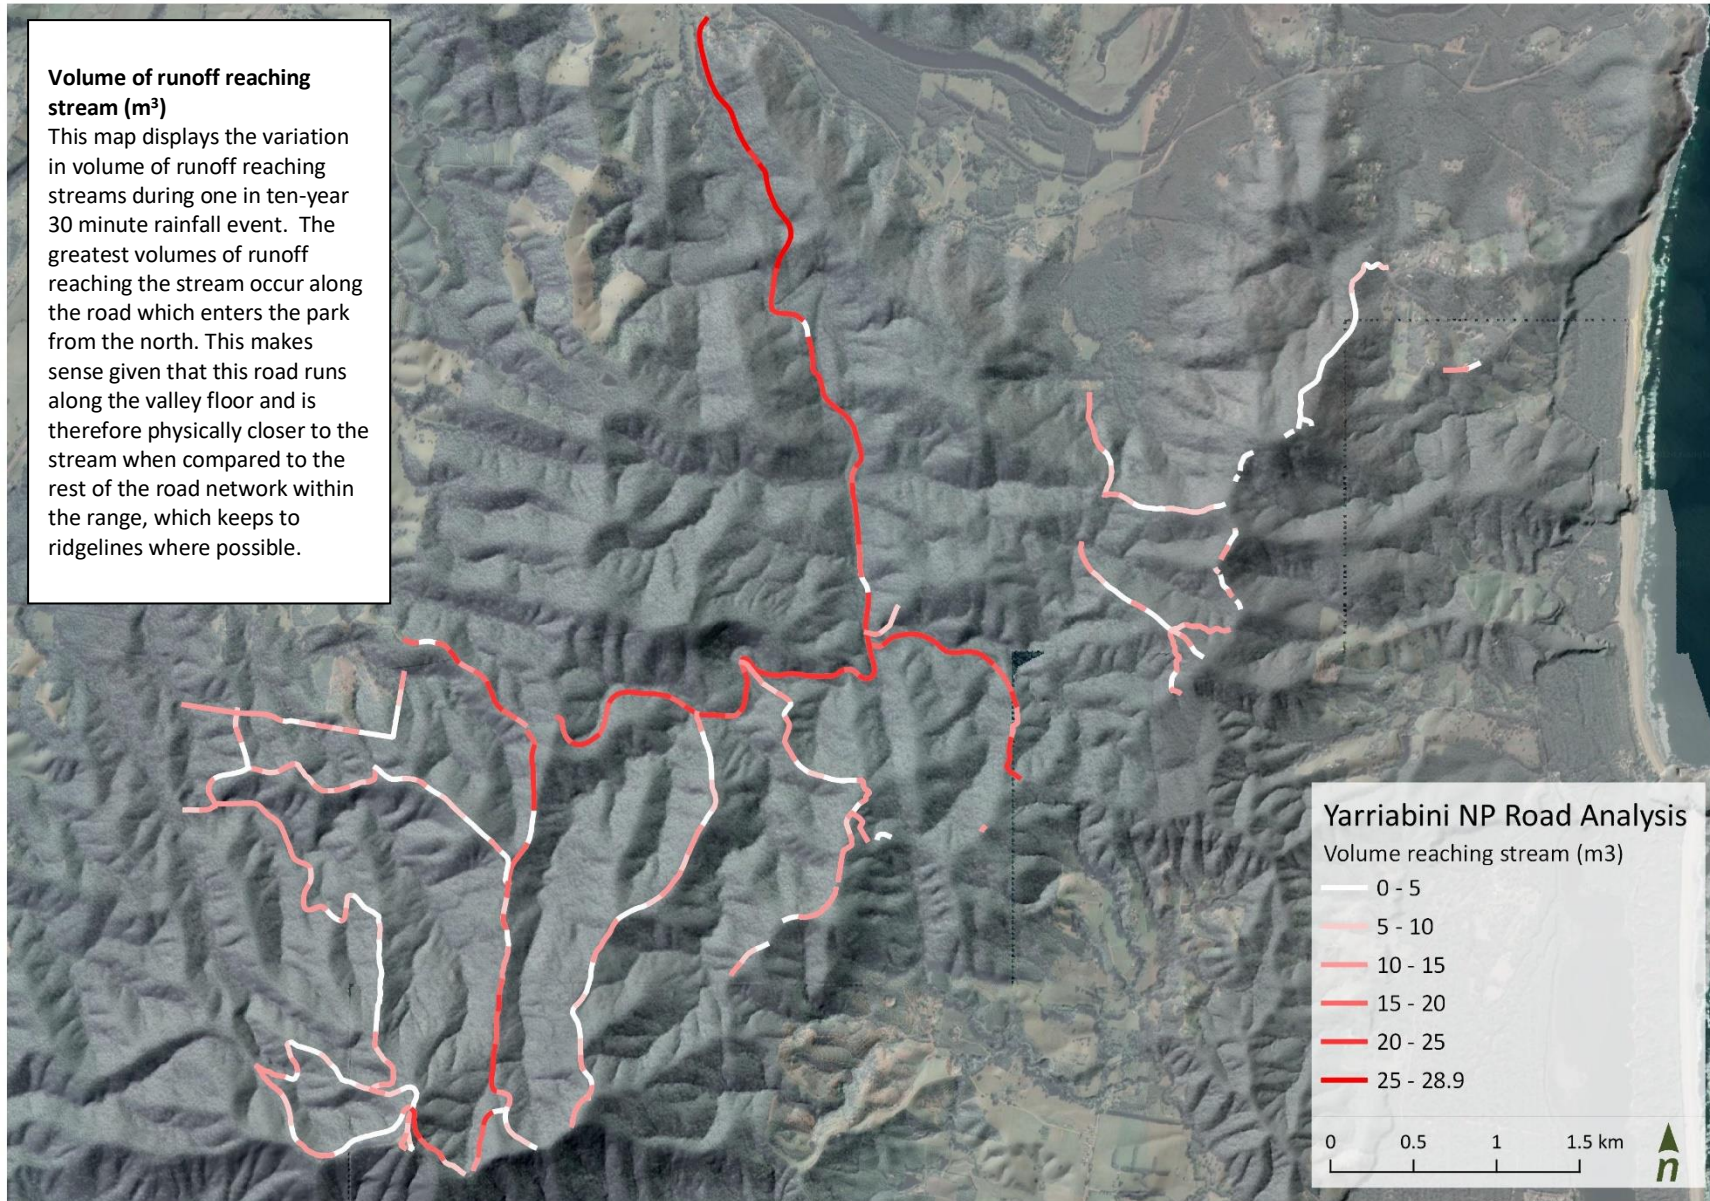 Volume of runoff reaching
stream (m³)
This map displays the variation
in volume of runoff reaching
streams during one in ten-year
30 minute rainfall event.  The
greatest volumes of runoff
reaching the stream occur along
the road which enters the park
from the north. This makes
sense given that this road runs
along the valley floor and is
therefore physically closer to the
stream when compared to the
rest of the road network within
the range, which keeps to
ridgelines where possible.
Yarriabini NP Road Analysis
Volume reaching stream (m3)
0 - 5
5 - 10
10 - 15
15 - 20
20 - 25
25 - 28.9
0 0.5 1 1.5 km
n